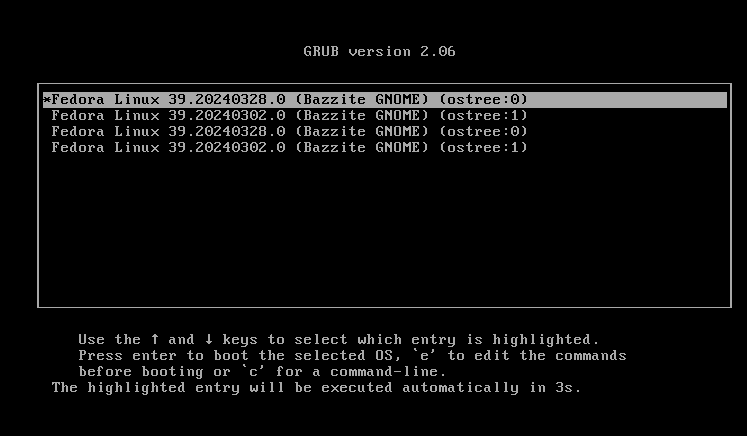 GRUB version 2.06
*Fedora Linux 39.20240328.0 (Bazzite GNOME) (ostree:0)
Fedora Linux 39.20240302.0 (Bazzite GNOME) (ostree:1)
Fedora Linux 39.20240328.0 (Bazzite GNOME) (ostree:0)
Fedora Linux 39.20240302.0 (Bazzite GNOME) (ostree:1)
Use the ↑ and ↓ keys to select which entry is highlighted.
Press enter to boot the selected OS, `e' to edit the commands
before booting or `c' for a command-line.
The highlighted entry will be executed automatically in 3s.